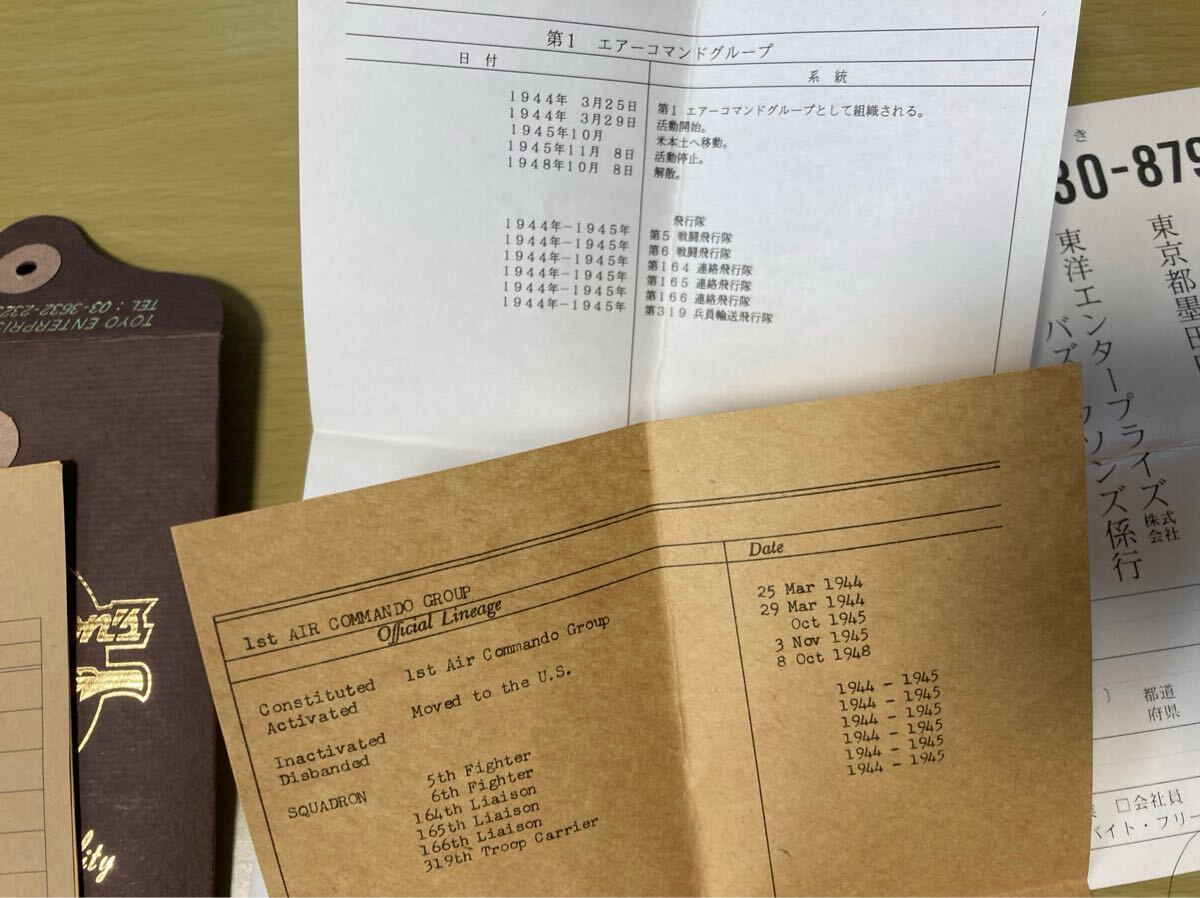 第1 エアーコマンドグループ
日 付 系 統
1944年 3月25日 第1 エアーコマンドグループとして組織される。
1944年 3月29日 活動開始。
1945年10月 米本土へ移動。
1945年11月 8日 活動停止。
1948年10月 8日 解散。
飛行隊
1944年－1945年 第5 戦闘飛行隊
1944年－1945年 第6 戦闘飛行隊
1944年－1945年 第164 連絡飛行隊
1944年－1945年 第165 連絡飛行隊
1944年－1945年 第166 連絡飛行隊
1944年－1945年 第319 兵員輸送飛行隊
き
30-879
東京都墨田
東洋エンタープライズ株式会社
バズ
ソンズ係行
都道
府県
□会社員
バイト・フリー
TOYO ENTERPRIS
TEL : 03-3632-232
1st AIR COMMANDO GROUP
Official Lineage Date
Constituted 1st Air Commando Group 25 Mar 1944
Activated 29 Mar 1944
Moved to the U.S. Oct 1945
Inactivated 3 Nov 1945
Disbanded 8 Oct 1948
SQUADRON 5th Fighter 1944 - 1945
6th Fighter 1944 - 1945
164th Liaison 1944 - 1945
165th Liaison 1944 - 1945
166th Liaison 1944 - 1945
319th Troop Carrier 1944 - 1945